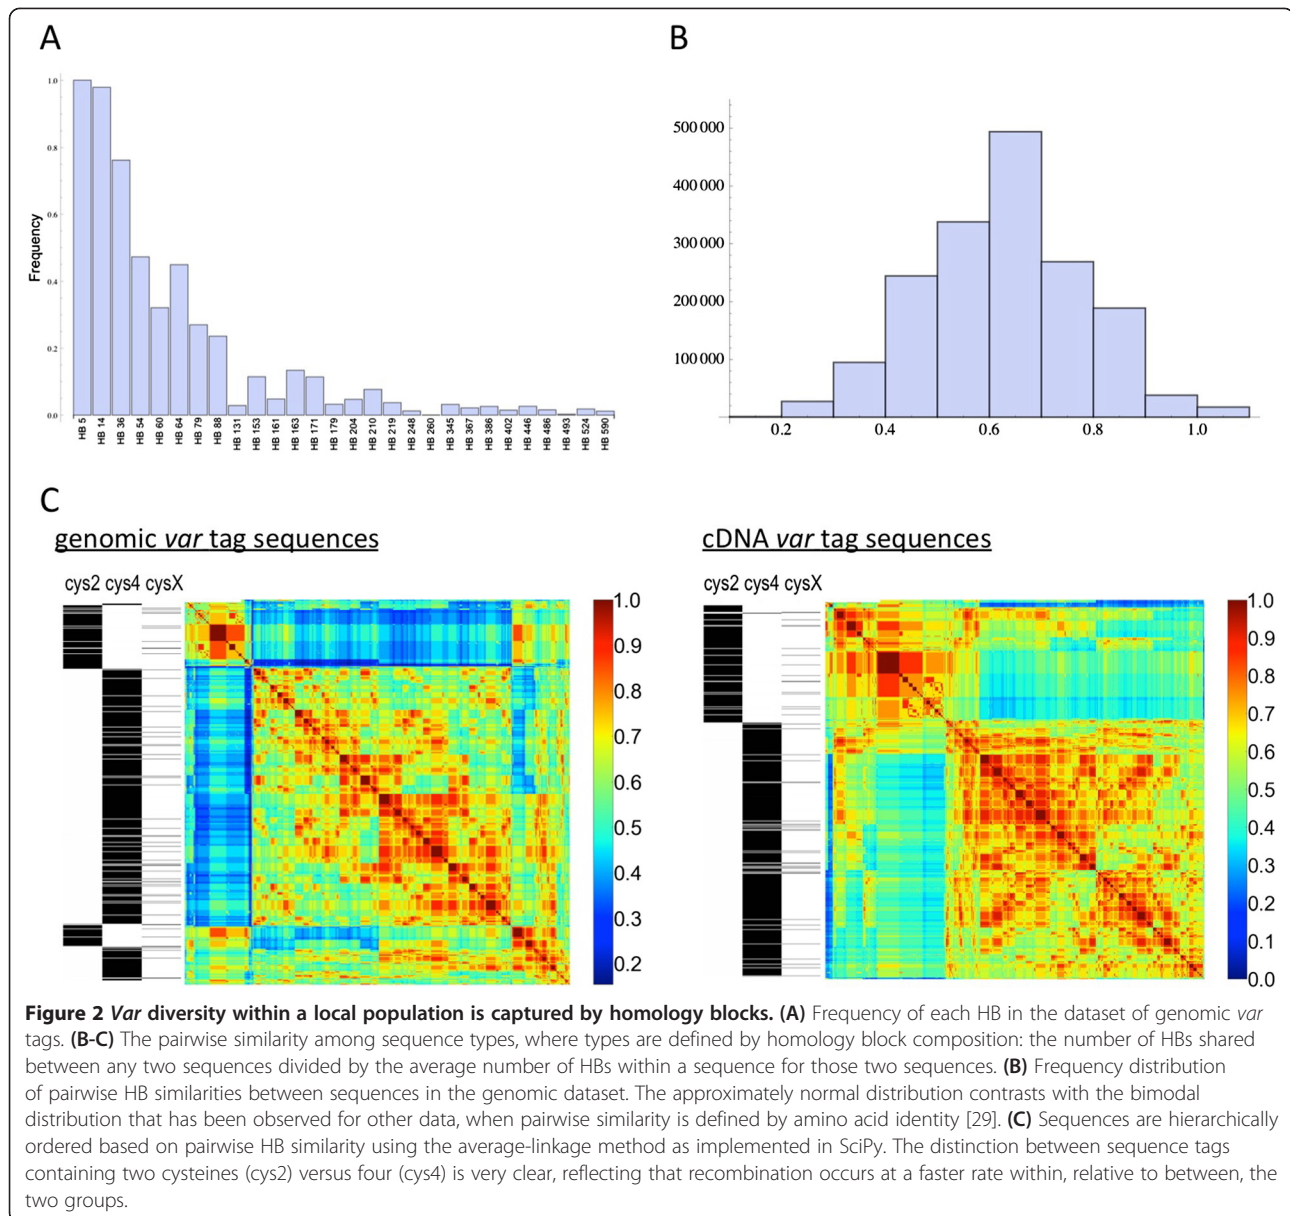 A
Frequency
1.0
0.8
0.6
0.4
0.2
0.0
HB 5
HB 14
HB 36
HB 54
HB 60
HB 64
HB 79
HB 88
HB 131
HB 153
HB 161
HB 163
HB 171
HB 179
HB 204
HB 210
HB 219
HB 248
HB 260
HB 345
HB 367
HB 386
HB 402
HB 446
HB 486
HB 493
HB 524
HB 590
B
500 000
400 000
300 000
200 000
100 000
0.2 0.4 0.6 0.8 1.0
C
genomic var tag sequences
cys2 cys4 cysX
1.0
0.9
0.8
0.7
0.6
0.5
0.4
0.3
0.2
cDNA var tag sequences
cys2 cys4 cysX
1.0
0.9
0.8
0.7
0.6
0.5
0.4
0.3
0.2
0.1
0.0
Figure 2 Var diversity within a local population is captured by homology blocks. (A) Frequency of each HB in the dataset of genomic var
tags. (B-C) The pairwise similarity among sequence types, where types are defined by homology block composition: the number of HBs shared
between any two sequences divided by the average number of HBs within a sequence for those two sequences. (B) Frequency distribution
of pairwise HB similarities between sequences in the genomic dataset. The approximately normal distribution contrasts with the bimodal
distribution that has been observed for other data, when pairwise similarity is defined by amino acid identity [29]. (C) Sequences are hierarchically
ordered based on pairwise HB similarity using the average-linkage method as implemented in SciPy. The distinction between sequence tags
containing two cysteines (cys2) versus four (cys4) is very clear, reflecting that recombination occurs at a faster rate within, relative to between, the
two groups.